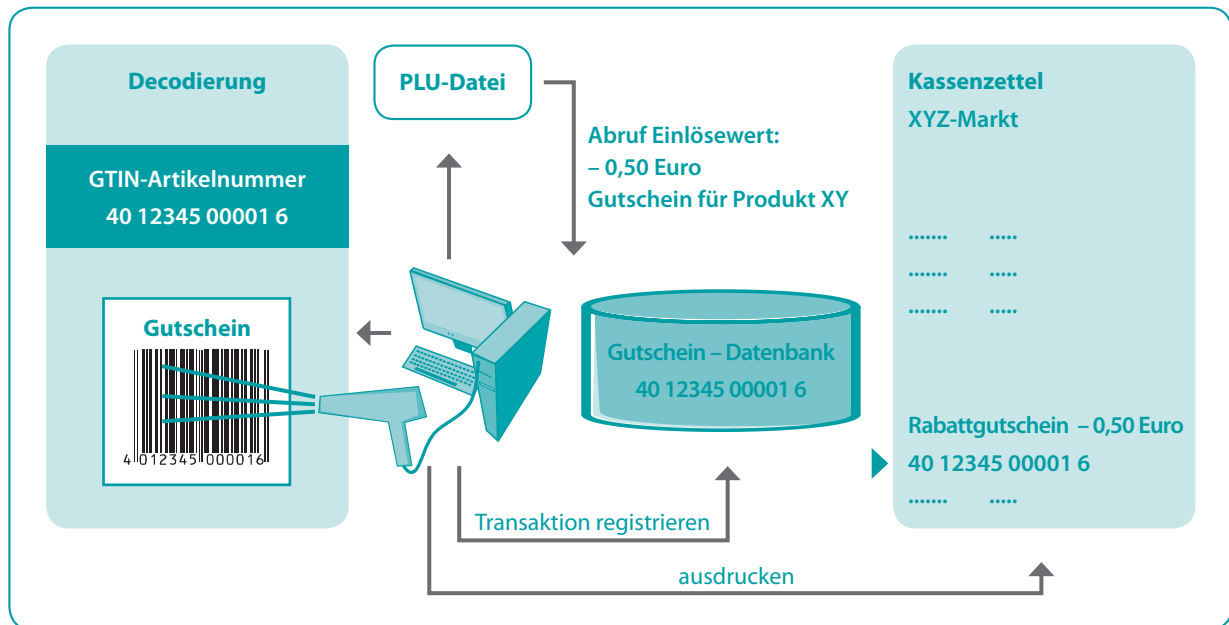 Decodierung
GTIN-Artikelnummer
40 12345 00001 6
Gutschein
4 012345 000016
PLU-Datei
Abruf Einlösewert:
– 0,50 Euro
Gutschein für Produkt XY
Gutschein – Datenbank
40 12345 00001 6
Transaktion registrieren
ausdrucken
Kassenzettel
XYZ-Markt
....... .....
....... .....
....... .....
Rabattgutschein – 0,50 Euro
40 12345 00001 6
....... .....